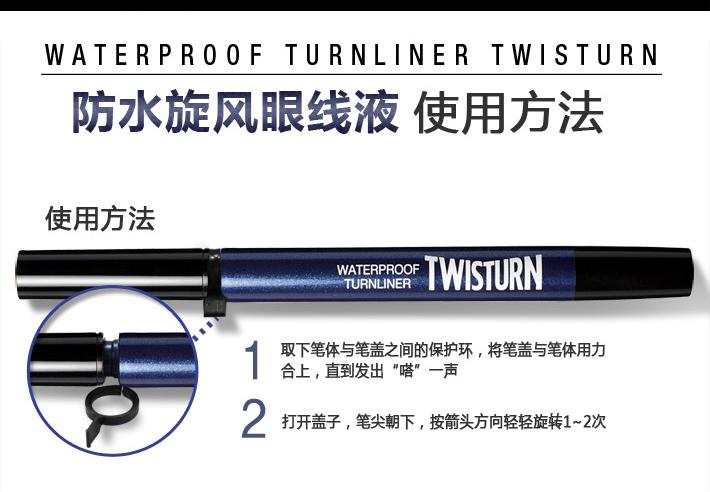 WATERPROOF TURNLINER TWISTURN
防水旋风眼线液 使用方法
使用方法
WATERPROOF
TURNLINER TWISTURN
1 取下笔体与笔盖之间的保护环，将笔盖与笔体用力
合上，直到发出“嗒”一声
2 打开盖子，笔尖朝下，按箭头方向轻轻旋转1~2次